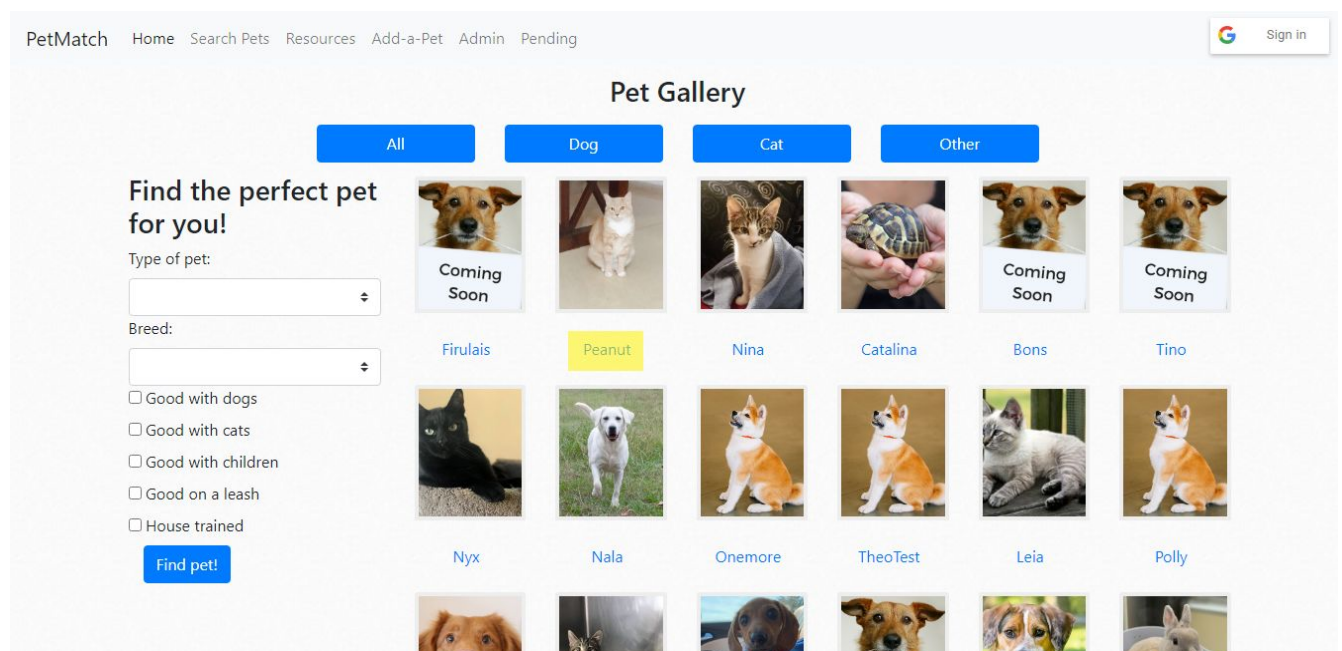 PetMatch Home Search Pets Resources Add-a-Pet Admin Pending
Sign in
Pet Gallery
All Dog Cat Other
Find the perfect pet
for you!
Type of pet:
Breed:
Good with dogs
Good with cats
Good with children
Good on a leash
House trained
Find pet!
Coming
Soon
Coming
Soon
Coming
Soon
Firulais Peanut Nina Catalina Bons Tino
Nyx Nala Onemore TheoTest Leia Polly